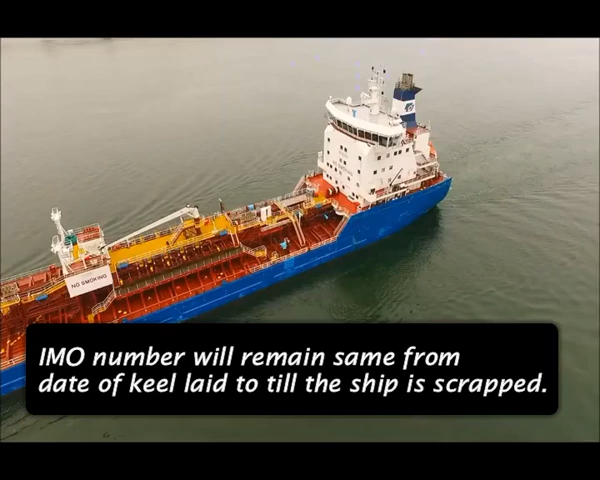 NO SMOKING
IMO number will remain same from
date of keel laid to till the ship is scrapped.